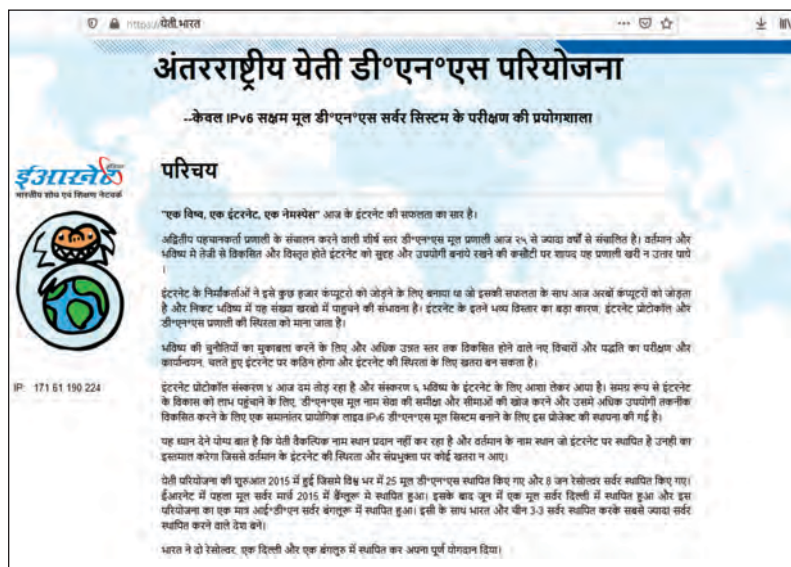 https://येती.भारत
अंतरराष्ट्रीय येती डी°एन°एस परियोजना
--केवल IPv6 सक्षम मूल डी°एन°एस सर्वर सिस्टम के परीक्षण की प्रयोगशाला
ईआरनेट
भारतीय शोध एवं शिक्षण नेटवर्क
IP: 171 61 190 224
परिचय
"एक विष्व, एक इंटरनेट, एक नेमस्पेस" आज के इंटरनेट की सफलता का सार है।
अद्वितीय पहचानकर्ता प्रणाली के संचालन करने वाली शीर्ष स्तर डी°एन°एस मूल प्रणाली आज २५ से ज्यादा वर्षों से संचालित है। वर्तमान और
भविष्य मे तेजी से विकसित और विस्तृत होते इंटरनेट को सुदृढ और उपयोगी बनाये रखने की कसौटी पर शायद यह प्रणाली खरी न उतार पाये
।
इंटरनेट के निर्माकर्ताओं ने इसे कुछ हजार कंप्यूटरो को जोड़ने के लिए बनाया था जो इसकी सफलता के साथ आज अरबों कंप्यूटरों को जोड़ता
है और निकट भविष्य में यह संख्या खरबो में पाहुचने की संभावना है। इंटरनेट के इतने भव्य विस्तार का बड़ा कारण, इंटरनेट प्रोटोकॉल और
डी°एन°एस प्रणाली की स्थिरता को माना जाता है।
भविष्य की चुनौतियों का मुकाबला करने के लिए और अधिक उन्नत स्तर तक विकसित होने वाले नए विचारों और पद्धति का परीक्षण और
कार्यान्वयन, चलते हुए इंटरनेट पर कठिन होगा और इंटरनेट की स्थिरता के लिए खतरा बन सकता है।
इंटरनेट प्रोटोकॉल संस्करण ४ आज दम तोड़ रहा है और संस्करण ६ भविष्य के इंटरनेट के लिए आशा लेकर आया है। समग्र रूप से इंटरनेट
के विकास को लाभ पहुंचाने के लिए, डी°एन°एस मूल नाम सेवा की समीक्षा और सीमाओं की खोज करने और उसमे अधिक उपयोगी तकनीक
विकसित करने के लिए एक समानांतर प्रायोगिक लाइव IPv6 डी°एन°एस मूल सिस्टम बनाने के लिए इस प्रोजेक्ट की स्थापना की गई है।
यह ध्यान देने योग्य बात है कि येती वैकल्पिक नाम स्थान प्रदान नहीं कर रहा है और वर्तमान के नाम स्थान जो इंटरनेट पर स्थापित है उनही का
इस्तमाल करेगा जिससे वर्तमान के इंटरनेट की स्थिरता और संप्रभुक्ता पर कोई खतरा न आए।
येती परियोजना की शुरुआत 2015 में हुई जिसमे विश्व भर में 25 मूल डी°एन°एस स्थापित किए गए और 8 जन रेसोल्वर सर्वर स्थापित किए गए।
ईआरनेट में पहला मूल सर्वर मार्च 2015 में बैंग्लूरू मे स्थापित हुआ। इसके बाद जून में एक मूल सर्वर दिल्ली में स्थापित हुआ और इस
परियोजना का एक मात्र आई°डी°एन सर्वर बंगलूरू में स्थापित हुआ। इसी के साथ भारत और चीन 3-3 सर्वर स्थापित करके सबसे ज्यादा सर्वर
स्थापित करने वाले देश बने।
भारत ने दो रेसोल्वर, एक दिल्ली और एक बंगलुरु में स्थापित कर अपना पूर्ण योगदान दिया।